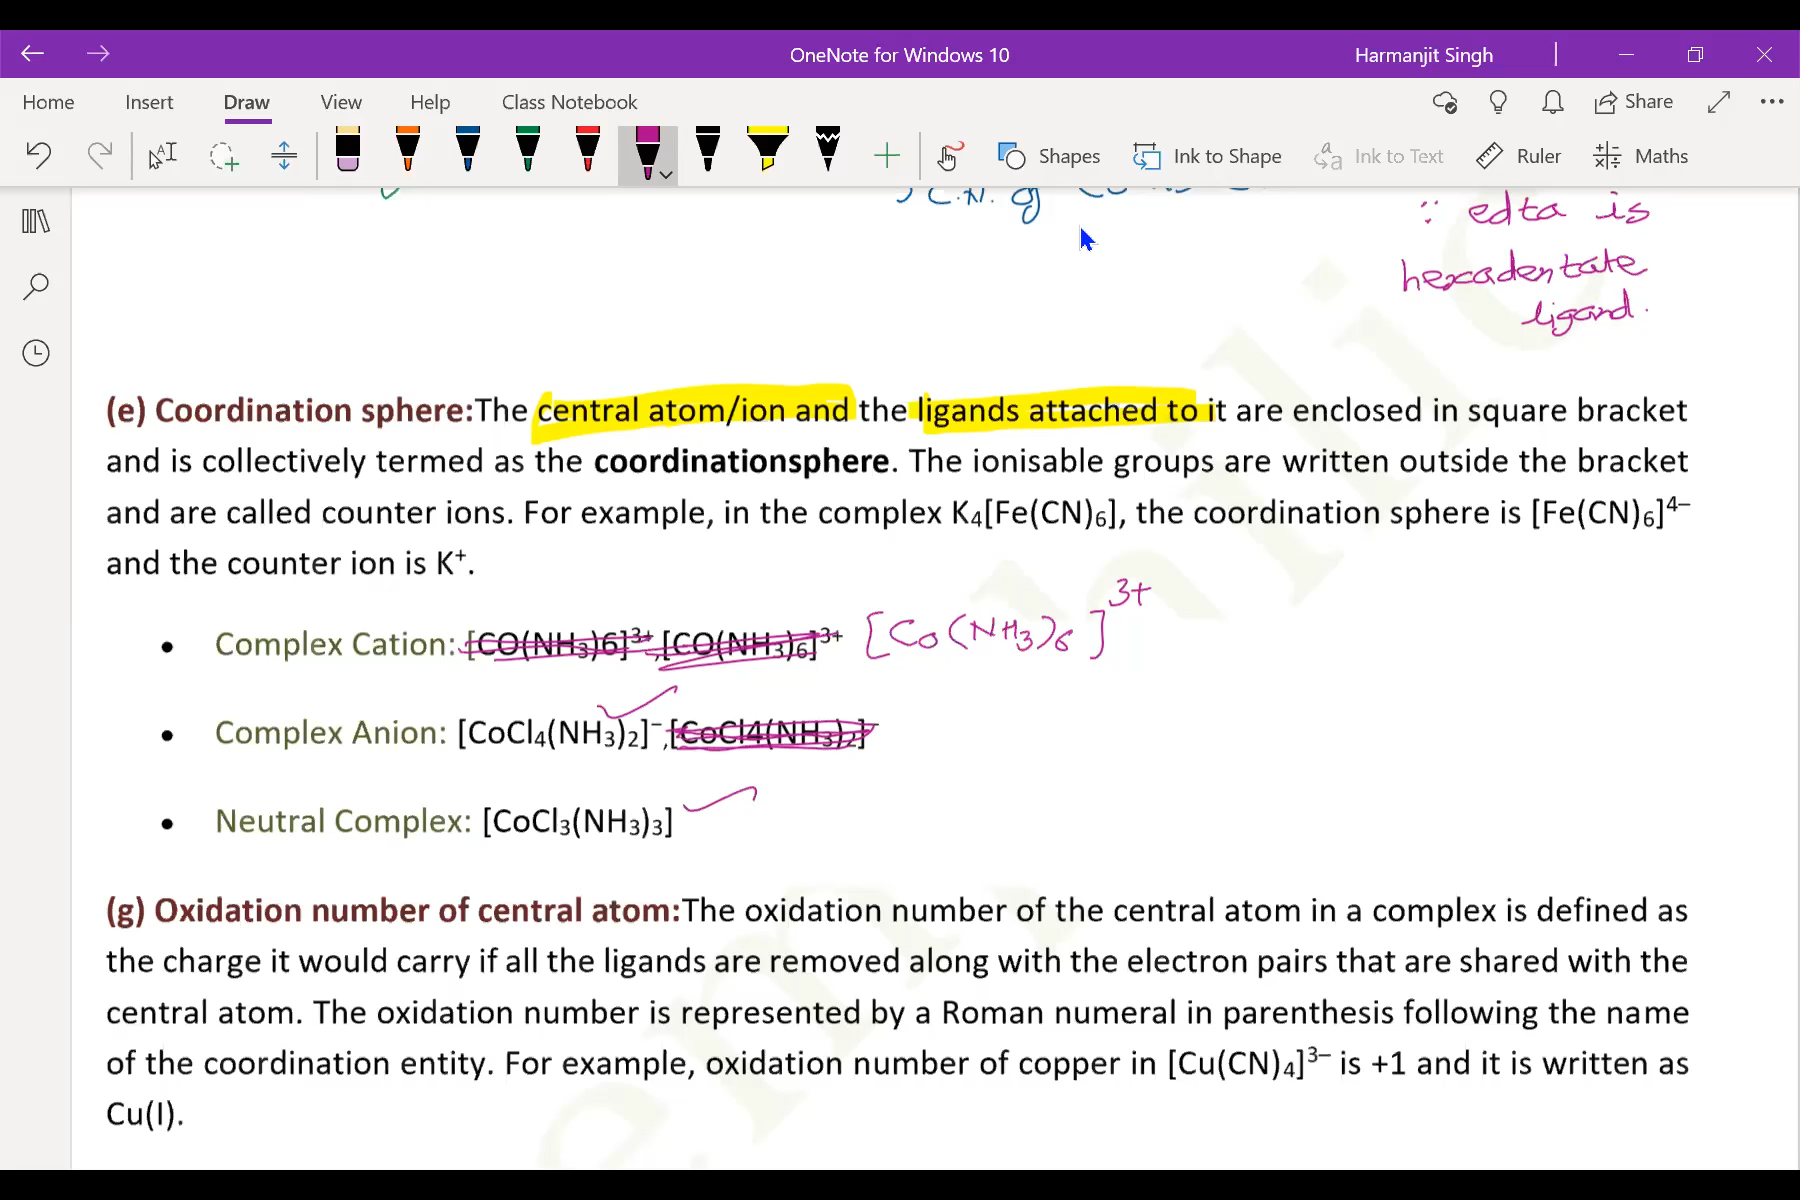 OneNote for Windows 10
Harmanjit Singh
Home Insert Draw View Help Class Notebook
Share
Shapes Ink to Shape Ink to Text Ruler Maths
C.N. of
∵ edta is
hexadentate
ligand.
(e) Coordination sphere:The central atom/ion and the ligands attached to it are enclosed in square bracket
and is collectively termed as the coordinationsphere. The ionisable groups are written outside the bracket
and are called counter ions. For example, in the complex K₄[Fe(CN)₆], the coordination sphere is [Fe(CN)₆]⁴⁻
and the counter ion is K⁺.
• Complex Cation: [CO(NH₃)6]³⁺,[CO(NH₃)₆]³⁺ [Co(NH₃)₆]³⁺
• Complex Anion: [CoCl₄(NH₃)₂]⁻,[CoCl4(NH₃)₂]⁻
• Neutral Complex: [CoCl₃(NH₃)₃]
(g) Oxidation number of central atom:The oxidation number of the central atom in a complex is defined as
the charge it would carry if all the ligands are removed along with the electron pairs that are shared with the
central atom. The oxidation number is represented by a Roman numeral in parenthesis following the name
of the coordination entity. For example, oxidation number of copper in [Cu(CN)₄]³⁻ is +1 and it is written as
Cu(I).